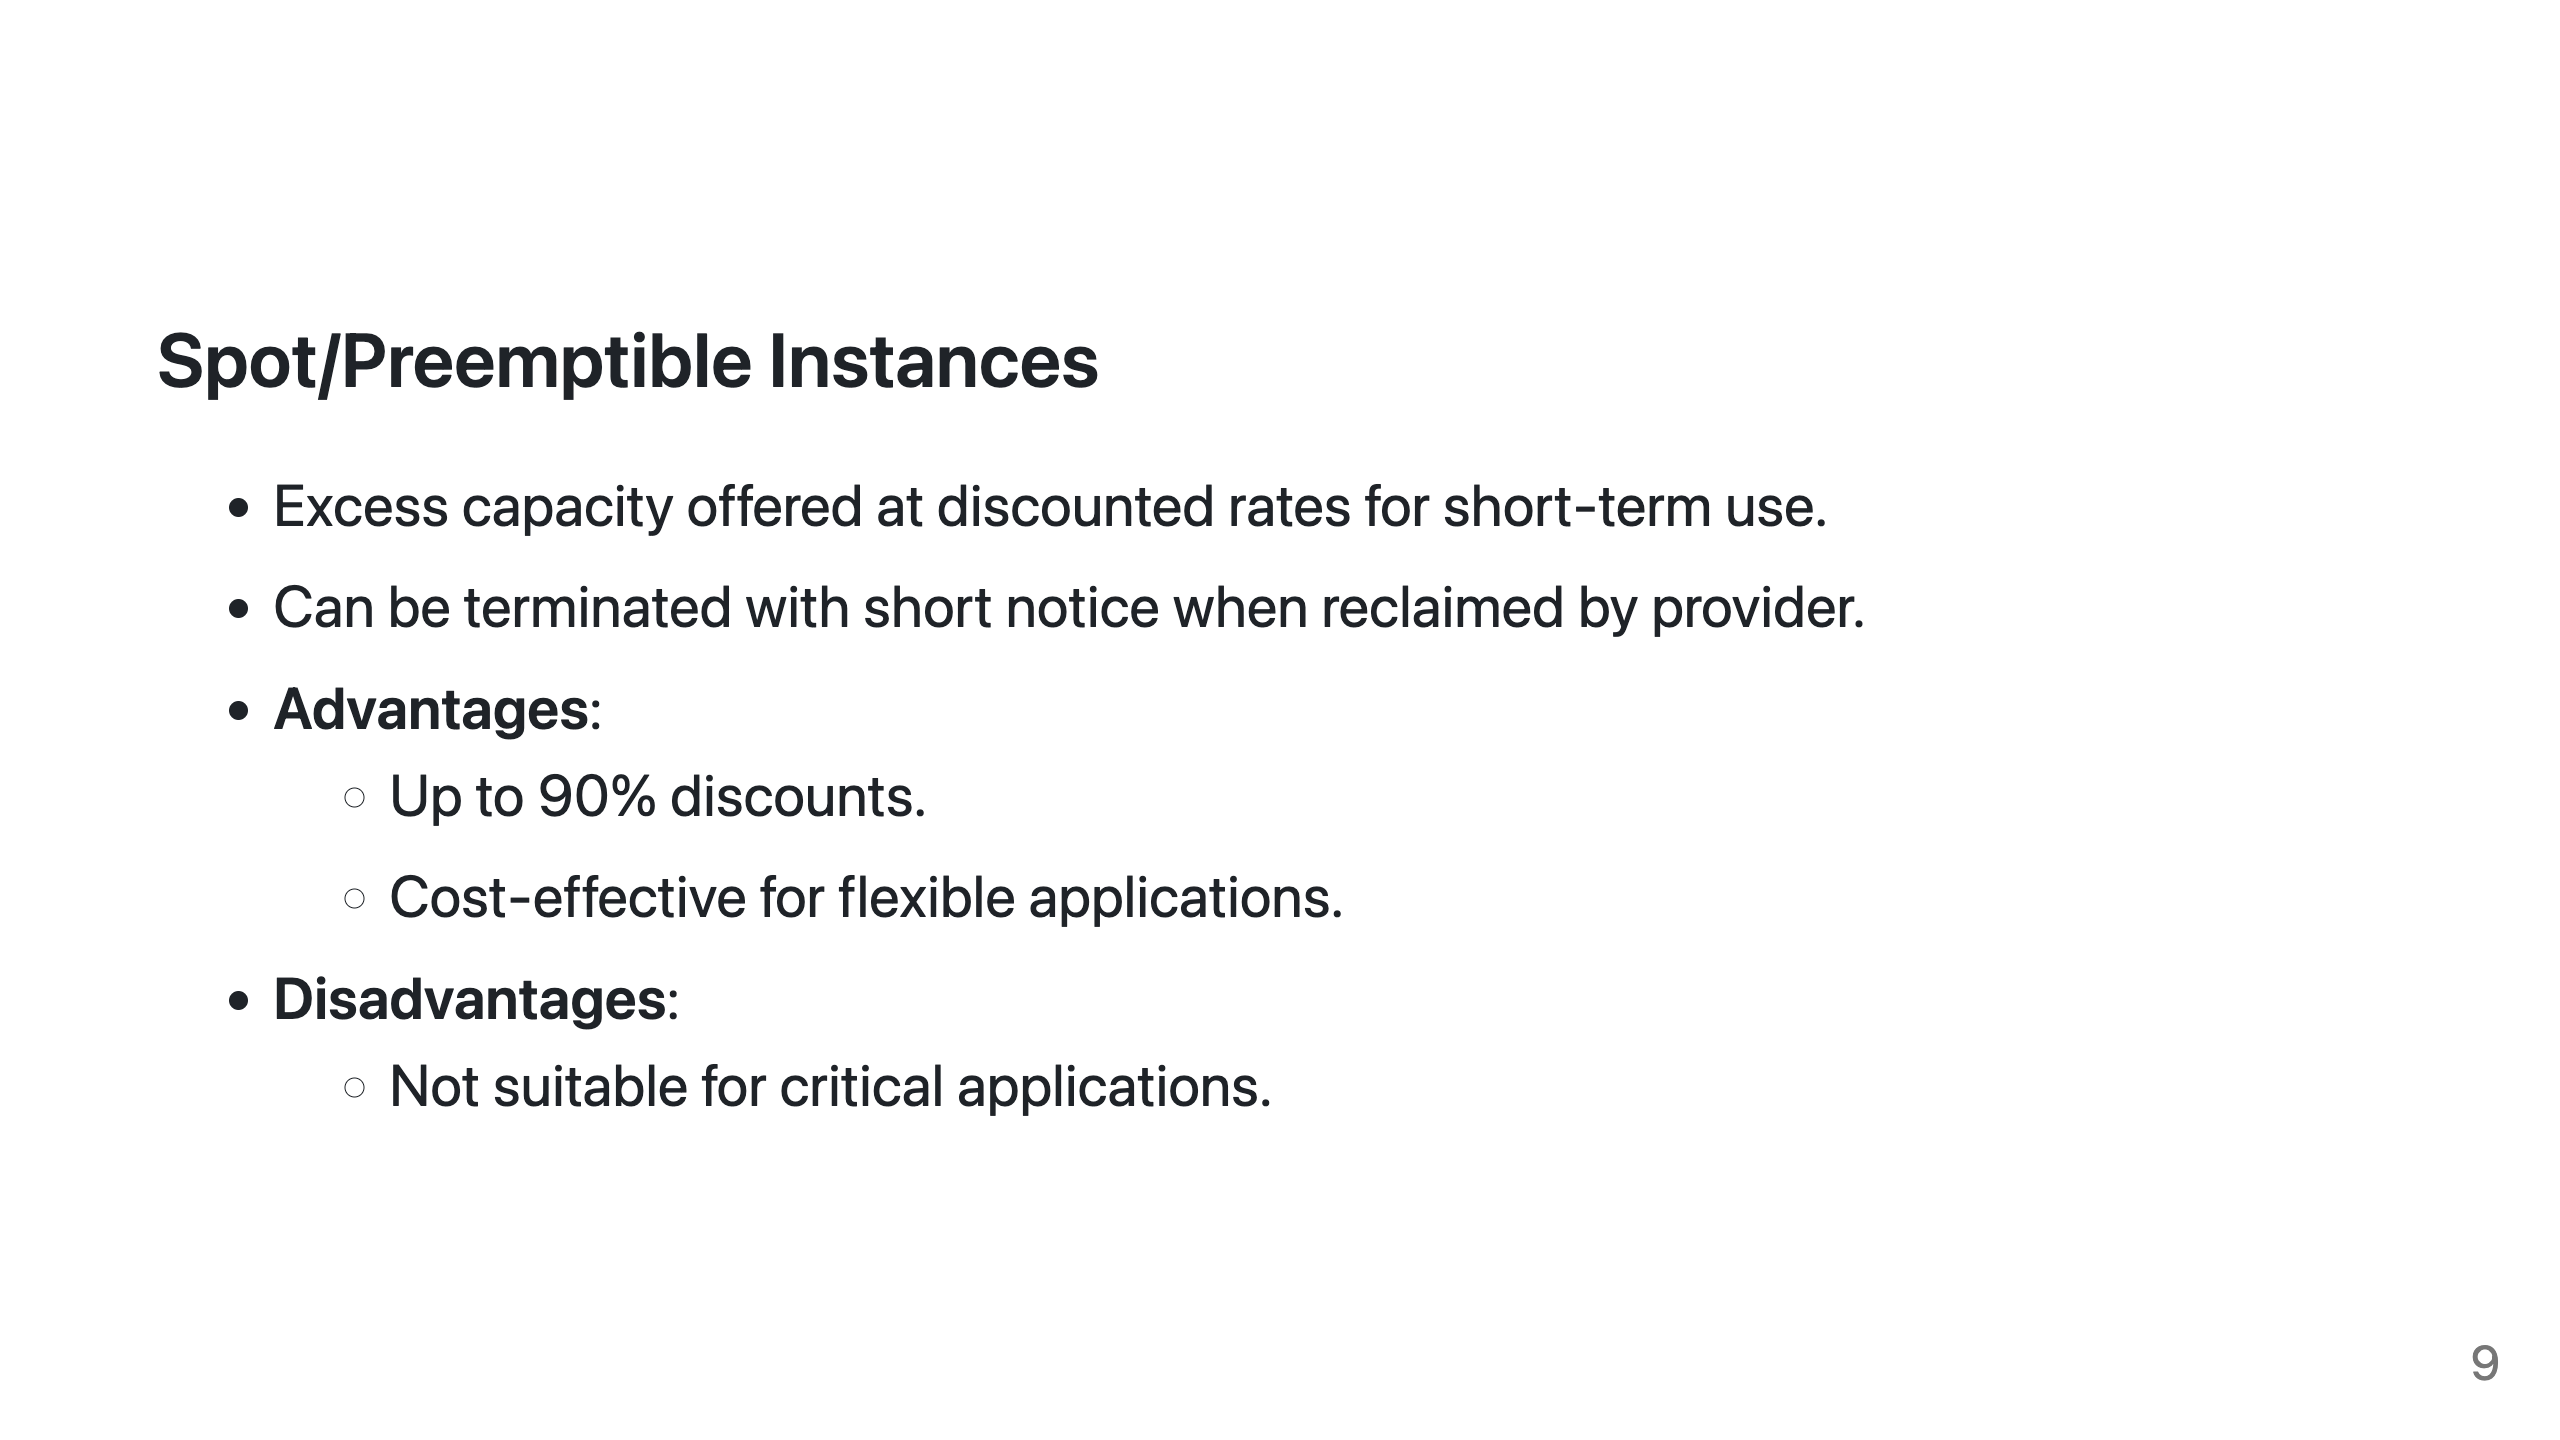 Spot/Preemptible Instances
• Excess capacity offered at discounted rates for short-term use.
• Can be terminated with short notice when reclaimed by provider.
• Advantages:
○ Up to 90% discounts.
○ Cost-effective for flexible applications.
• Disadvantages:
○ Not suitable for critical applications.
9